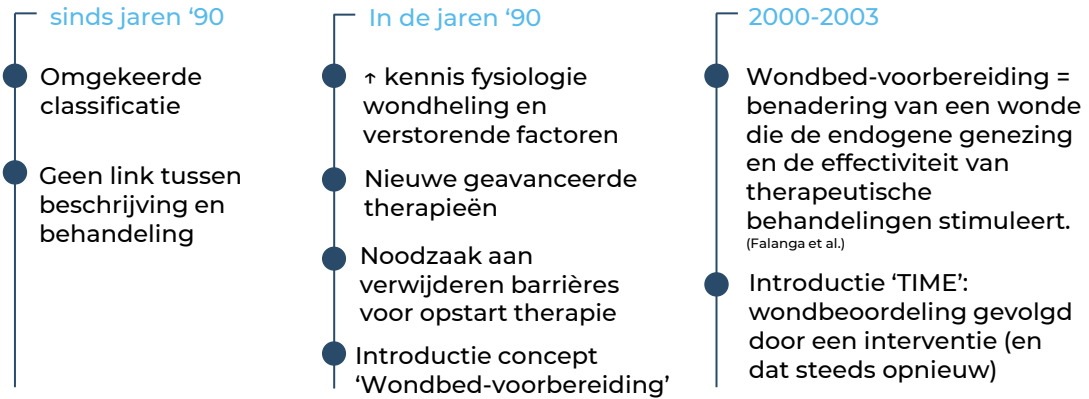 sinds jaren ‘90
Omgekeerde
classificatie
Geen link tussen
beschrijving en
behandeling
In de jaren ‘90
↑ kennis fysiologie
wondheling en
verstorende factoren
Nieuwe geavanceerde
therapieën
Noodzaak aan
verwijderen barrières
voor opstart therapie
Introductie concept
‘Wondbed-voorbereiding’
2000-2003
Wondbed-voorbereiding =
benadering van een wonde
die de endogene genezing
en de effectiviteit van
therapeutische
behandelingen stimuleert.
(Falanga et al.)
Introductie ‘TIME’:
wondbeoordeling gevolgd
door een interventie (en
dat steeds opnieuw)